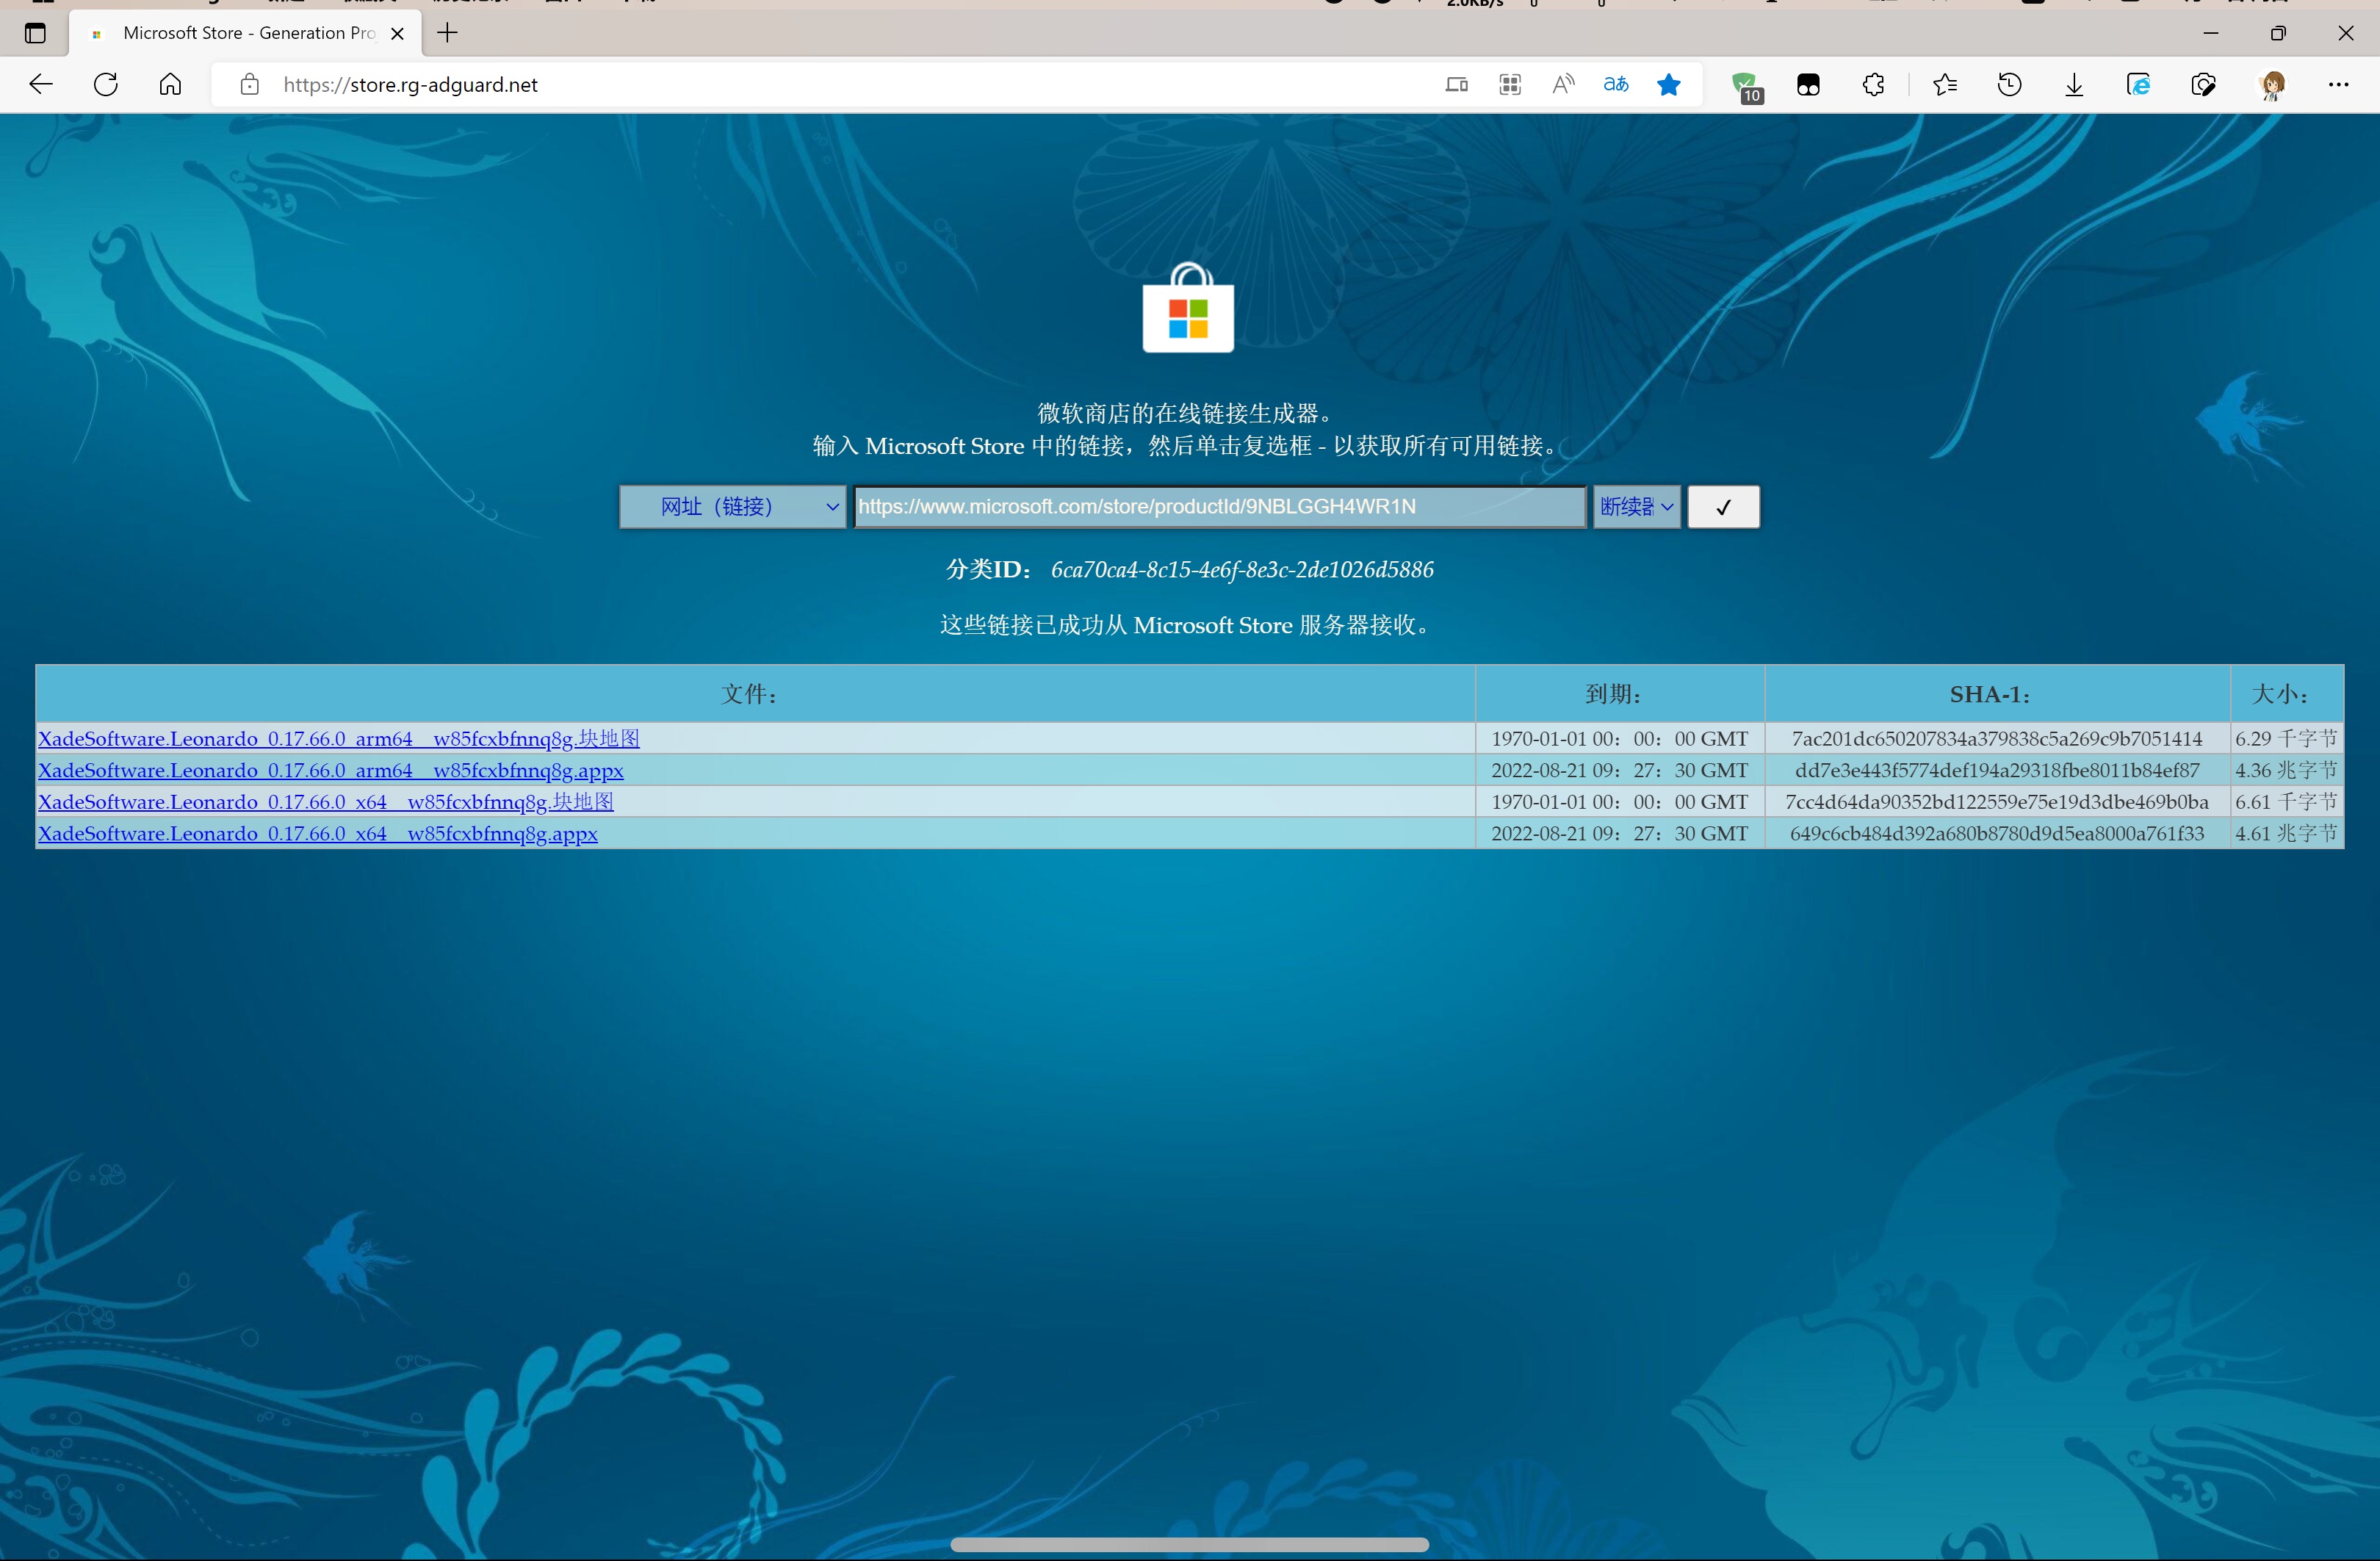 2.0KB/s
Microsoft Store - Generation Pro
https://store.rg-adguard.net
10
微软商店的在线链接生成器。
输入 Microsoft Store 中的链接，然后单击复选框 - 以获取所有可用链接。
网址（链接） https://www.microsoft.com/store/productId/9NBLGGH4WR1N 断续器 ✓
分类ID： 6ca70ca4-8c15-4e6f-8e3c-2de1026d5886
这些链接已成功从 Microsoft Store 服务器接收。
文件： 到期： SHA-1： 大小：
XadeSoftware.Leonardo_0.17.66.0_arm64__w85fcxbfnnq8g.块地图 1970-01-01 00：00：00 GMT 7ac201dc650207834a379838c5a269c9b7051414 6.29 千字节
XadeSoftware.Leonardo_0.17.66.0_arm64__w85fcxbfnnq8g.appx 2022-08-21 09：27：30 GMT dd7e3e443f5774def194a29318fbe8011b84ef87 4.36 兆字节
XadeSoftware.Leonardo_0.17.66.0_x64__w85fcxbfnnq8g.块地图 1970-01-01 00：00：00 GMT 7cc4d64da90352bd122559e75e19d3dbe469b0ba 6.61 千字节
XadeSoftware.Leonardo_0.17.66.0_x64__w85fcxbfnnq8g.appx 2022-08-21 09：27：30 GMT 649c6cb484d392a680b8780d9d5ea8000a761f33 4.61 兆字节